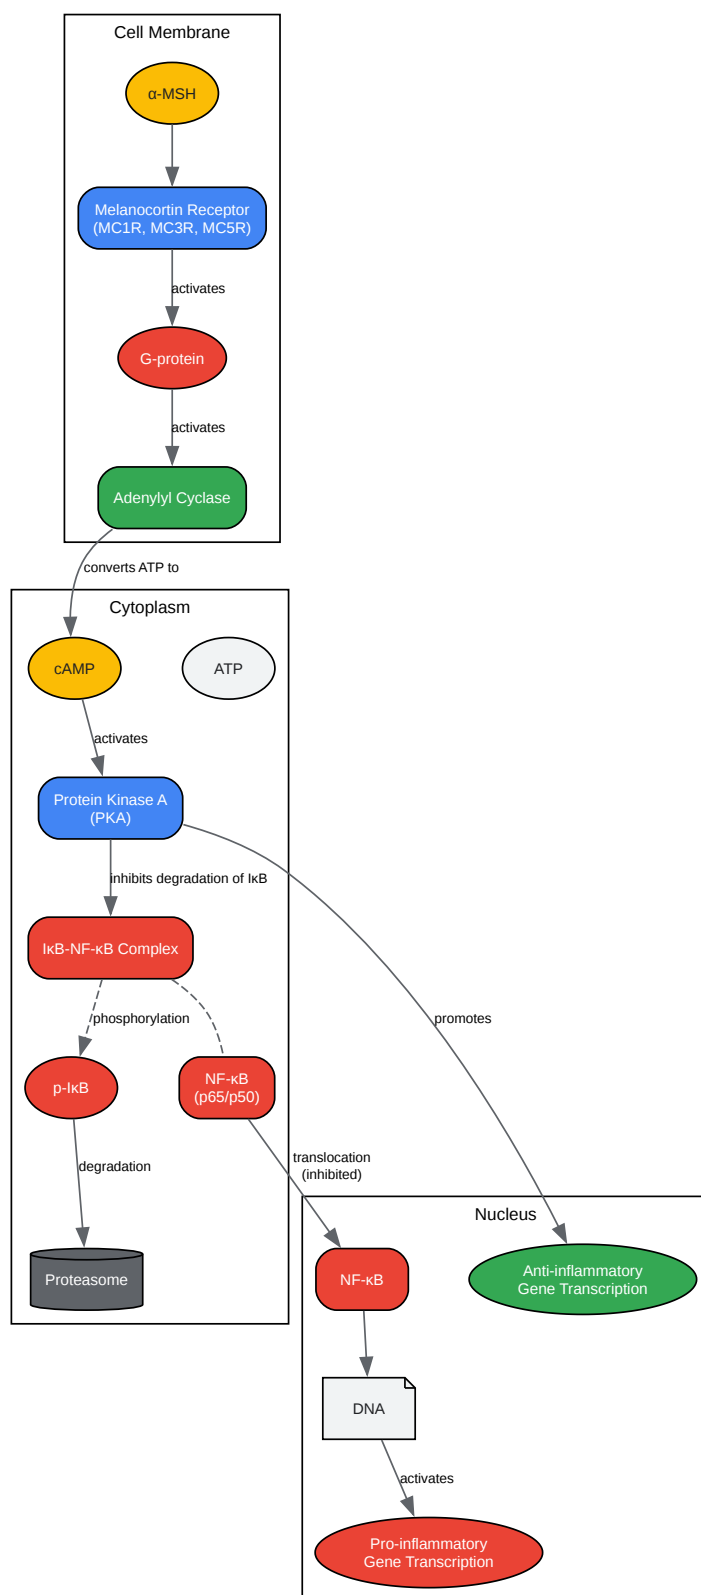 Cell Membrane
α-MSH
Melanocortin Receptor
(MC1R, MC3R, MC5R)
activates
G-protein
activates
Adenylyl Cyclase
converts ATP to
Cytoplasm
cAMP
ATP
activates
Protein Kinase A
(PKA)
inhibits degradation of IκB
IκB-NF-κB Complex
phosphorylation
promotes
p-IκB
NF-κB
(p65/p50)
degradation
translocation
(inhibited)
Nucleus
Proteasome
NF-κB
Anti-inflammatory
Gene Transcription
DNA
activates
Pro-inflammatory
Gene Transcription